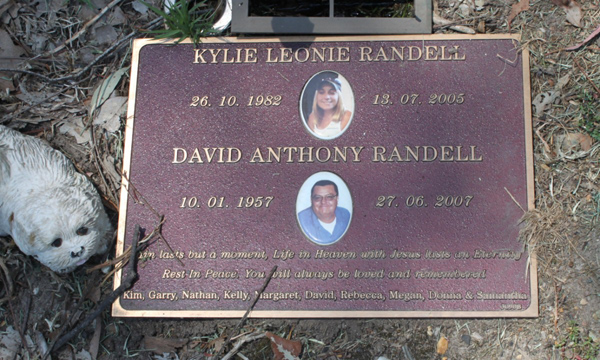 KYLIE LEONIE RANDELL
26. 10. 1982 13. 07. 2005
DAVID ANTHONY RANDELL
10. 01. 1957 27. 06. 2007
lasts but a moment, Life in Heaven with Jesus lasts an Eternity
Rest In Peace. You will always be loved and remembered
Kim, Garry, Nathan, Kelly, Margaret, David, Rebecca, Megan, Donna & Samantha